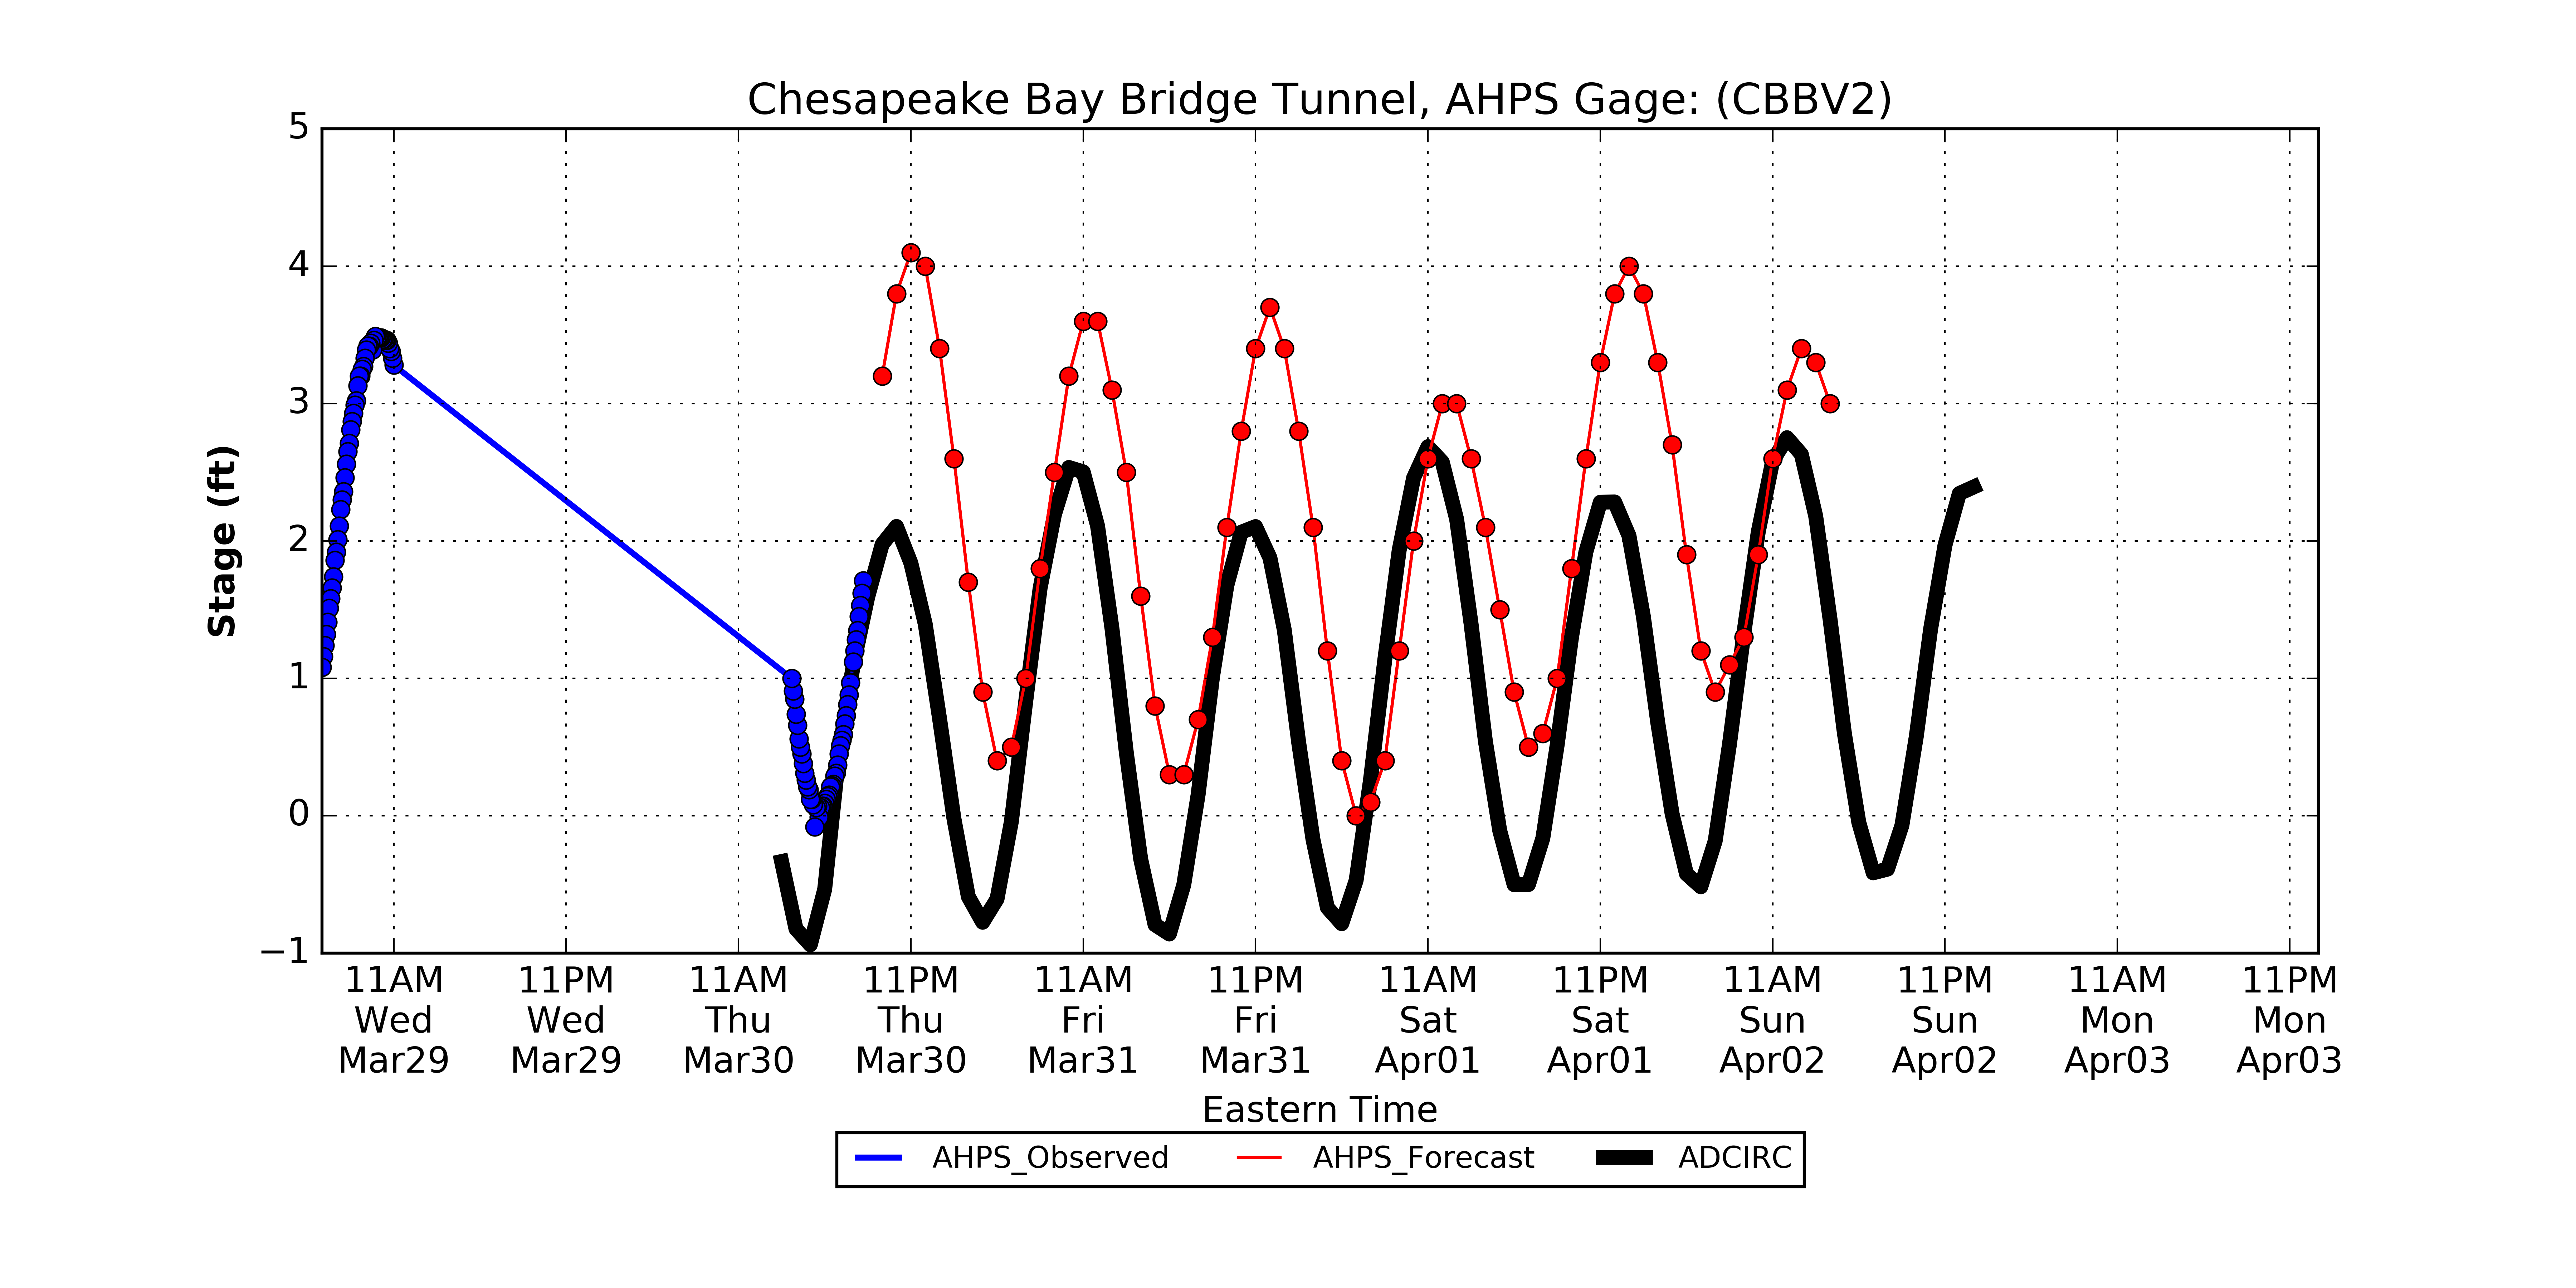 Chesapeake Bay Bridge Tunnel, AHPS Gage: (CBBV2)
5
4
3
2
1
0
−1
Stage (ft)
11AM 11PM 11AM 11PM 11AM 11PM 11AM 11PM 11AM 11PM 11AM 11PM
Wed Wed Thu Thu Fri Fri Sat Sat Sun Sun Mon Mon
Mar29 Mar29 Mar30 Mar30 Mar31 Mar31 Apr01 Apr01 Apr02 Apr02 Apr03 Apr03
Eastern Time
AHPS_Observed AHPS_Forecast ADCIRC